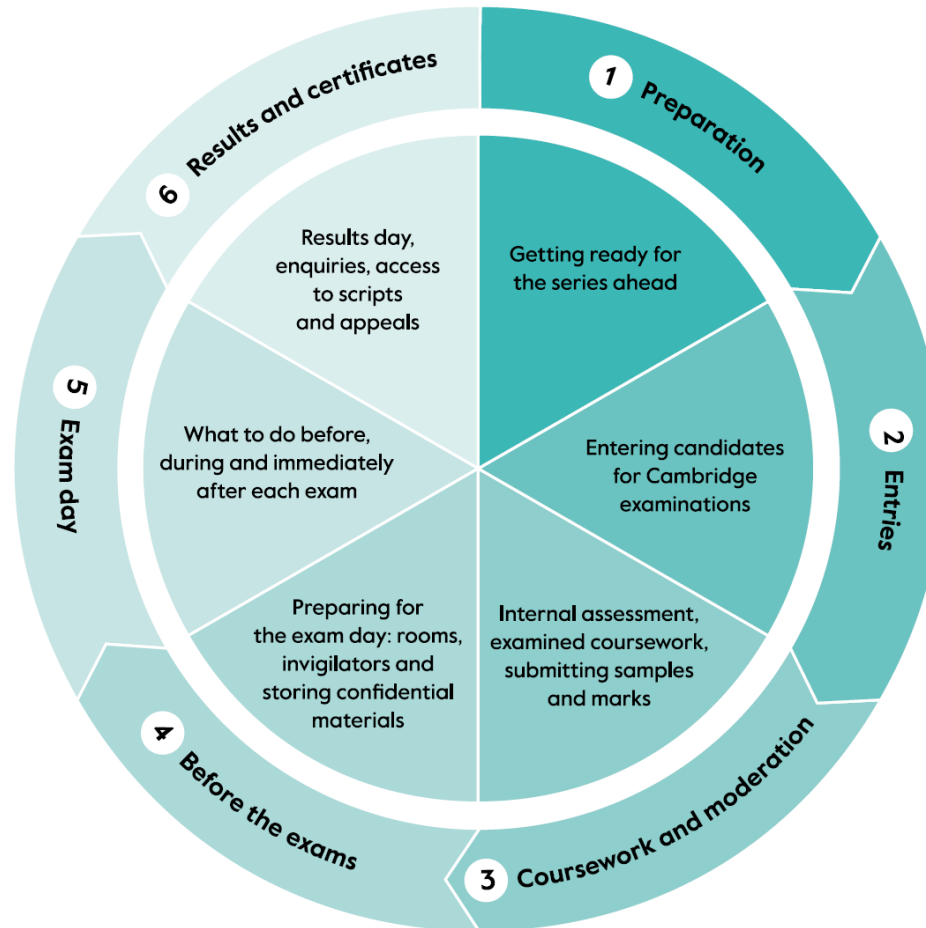 1 Preparation
Getting ready for
the series ahead
2 Entries
Entering candidates
for Cambridge
examinations
3 Coursework and moderation
Internal assessment,
examined coursework,
submitting samples
and marks
4 Before the exams
Preparing for
the exam day: rooms,
invigilators and
storing confidential
materials
5 Exam day
What to do before,
during and immediately
after each exam
6 Results and certificates
Results day,
enquiries, access
to scripts
and appeals